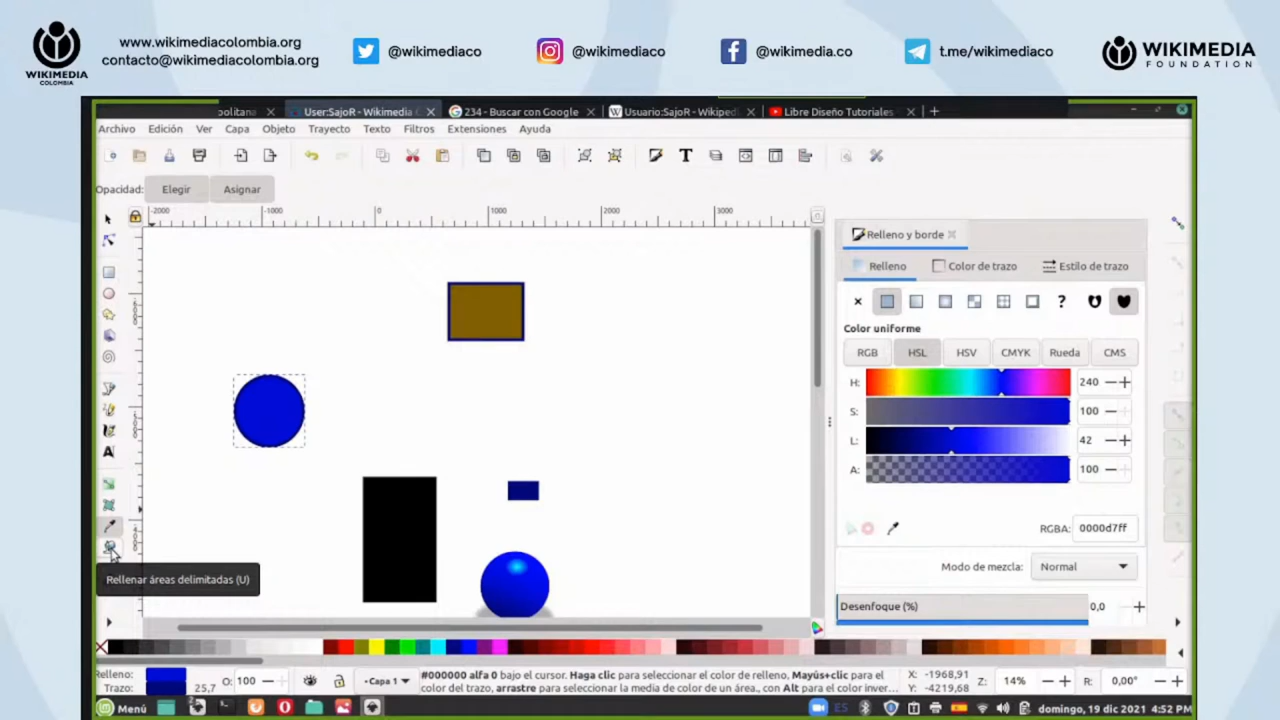 www.wikimediacolombia.org
contacto@wikimediacolombia.org
WIKIMEDIA
COLOMBIA
@wikimediaco
@wikimediaco
@wikimedia.co
t.me/wikimediaco
WIKIMEDIA
FOUNDATION
politana
User:SajoR - Wikimedia C
234 - Buscar con Google
Usuario:SajoR - Wikiped
Libre Diseño Tutoriales
Archivo Edición Ver Capa Objeto Trayecto Texto Filtros Extensiones Ayuda
Opacidad: Elegir Asignar
-2000 -1000 0 1000 2000 3000
Relleno y borde
Relleno Color de trazo Estilo de trazo
Color uniforme
RGB HSL HSV CMYK Rueda CMS
H: 240
S: 100
L: 42
A: 100
RGBA: 0000d7ff
Modo de mezcla: Normal
Desenfoque (%) 0,0
Rellenar áreas delimitadas (U)
Relleno:
Trazo: 25,7
O: 100
Capa 1
#000000 alfa 0 bajo el cursor. Haga clic para seleccionar el color de relleno, Mayús+clic para
el color del trazo, arrastre para seleccionar la media de color de un área., con Alt para el color inver...
X: -1968,91
Y: -4219,68
Z: 14%
R: 0,00°
Menú
ES
domingo, 19 dic 2021
4:52 PM